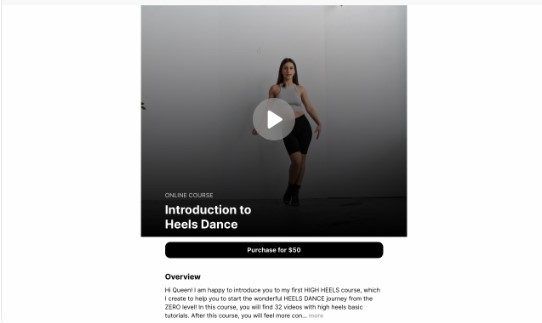 ONLINE COURSE
Introduction to
Heels Dance
Purchase for $50
Overview
Hi Queen! I am happy to introduce you to my first HIGH HEELS course, which
I create to help you to start the wonderful HEELS DANCE journey from the
ZERO level! In this course, you will find 32 videos with high heels basic
tutorials. After this course, you will feel more con... more